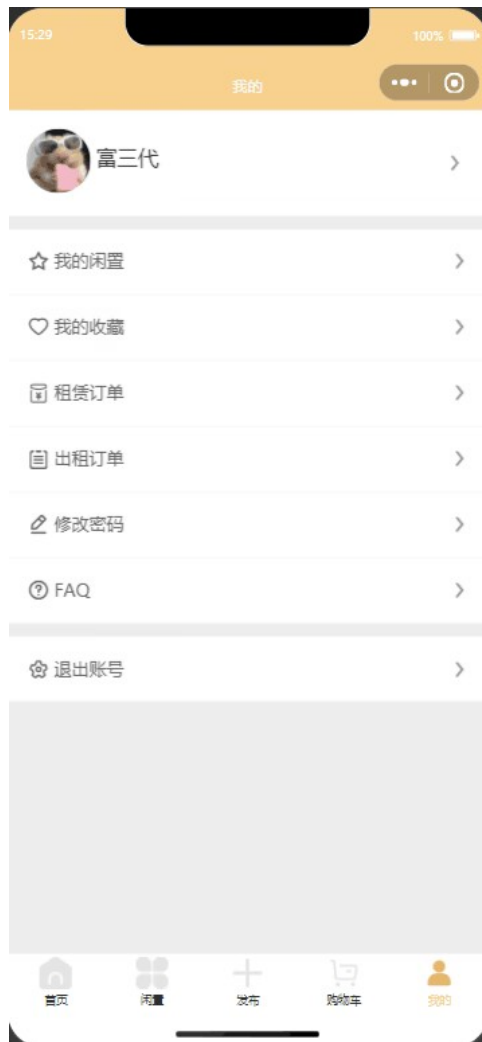 15:29
100%
我的
富三代
我的闲置
我的收藏
租赁订单
出租订单
修改密码
FAQ
退出账号
首页
闲置
发布
购物车
我的